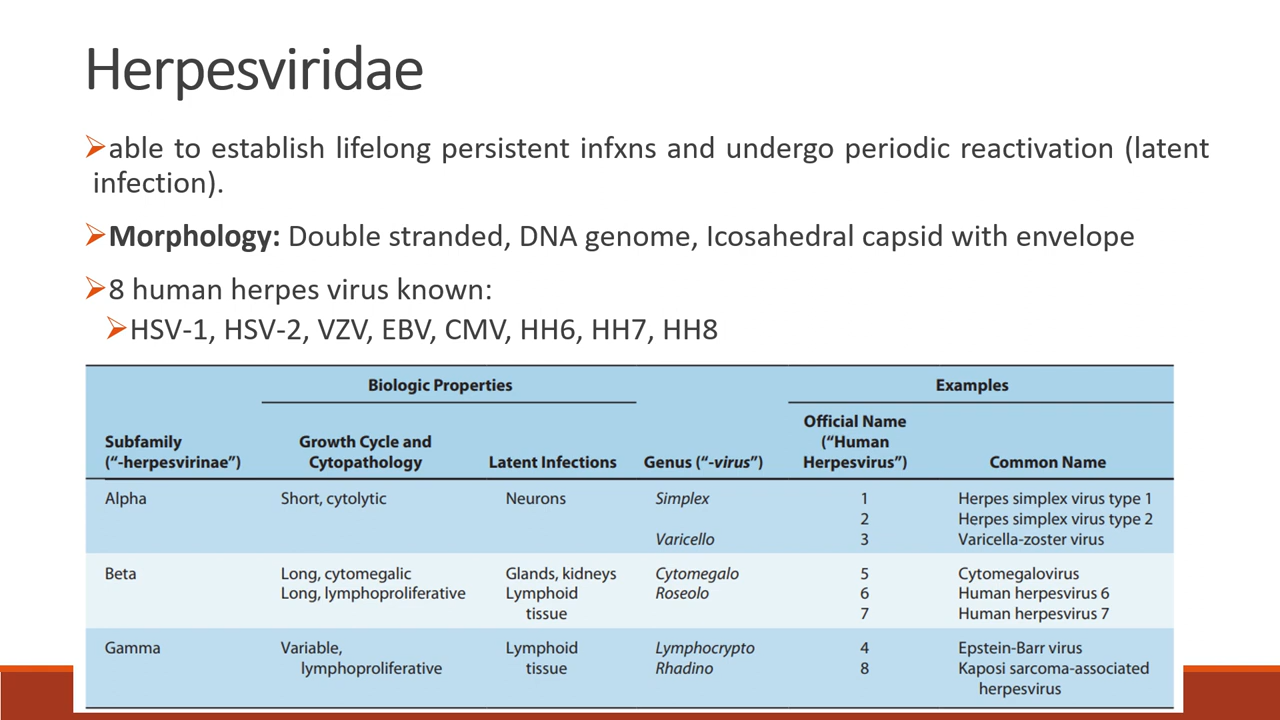 Herpesviridae
➢able to establish lifelong persistent infxns and undergo periodic reactivation (latent
infection).
➢Morphology: Double stranded, DNA genome, Icosahedral capsid with envelope
➢8 human herpes virus known:
➢HSV-1, HSV-2, VZV, EBV, CMV, HH6, HH7, HH8
Biologic Properties Examples
Official Name
Subfamily Growth Cycle and ("Human
("-herpesvirinae") Cytopathology Latent Infections Genus ("-virus") Herpesvirus") Common Name
Alpha Short, cytolytic Neurons Simplex 1 Herpes simplex virus type 1
2 Herpes simplex virus type 2
Varicello 3 Varicella-zoster virus
Beta Long, cytomegalic Glands, kidneys Cytomegalo 5 Cytomegalovirus
Long, lymphoproliferative Lymphoid Roseolo 6 Human herpesvirus 6
tissue 7 Human herpesvirus 7
Gamma Variable, Lymphoid Lymphocrypto 4 Epstein-Barr virus
lymphoproliferative tissue Rhadino 8 Kaposi sarcoma-associated
herpesvirus